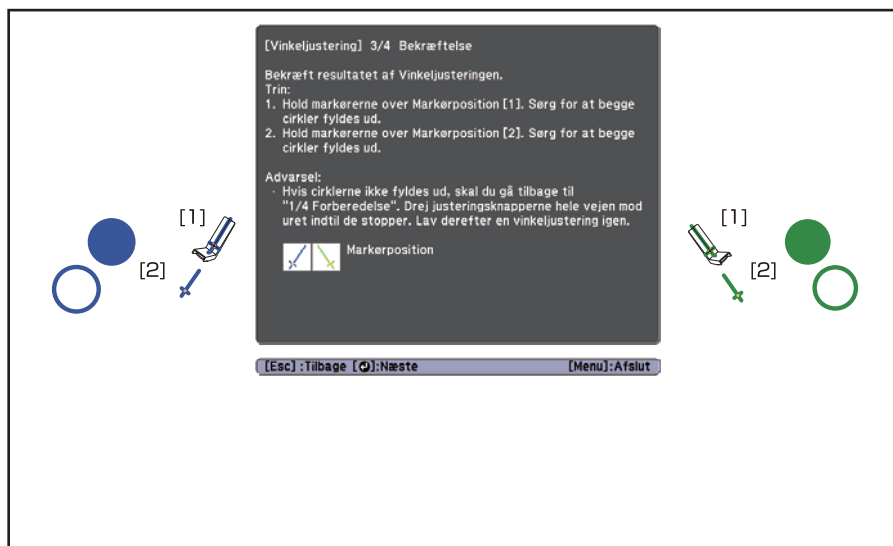 [Vinkeljustering] 3/4 Bekræftelse
Bekræft resultatet af Vinkeljusteringen.
Trin:
1. Hold markørerne over Markørposition [1]. Sørg for at begge
cirkler fyldes ud.
2. Hold markørerne over Markørposition [2]. Sørg for at begge
cirkler fyldes ud.
Advarsel:
· Hvis cirklerne ikke fyldes ud, skal du gå tilbage til
"1/4 Forberedelse". Drej justeringsknapperne hele vejen mod
uret indtil de stopper. Lav derefter en vinkeljustering igen.
[1]
[1]
[2]
[2]
Markørposition
[Esc] :Tilbage [↵]:Næste [Menu]:Afslut